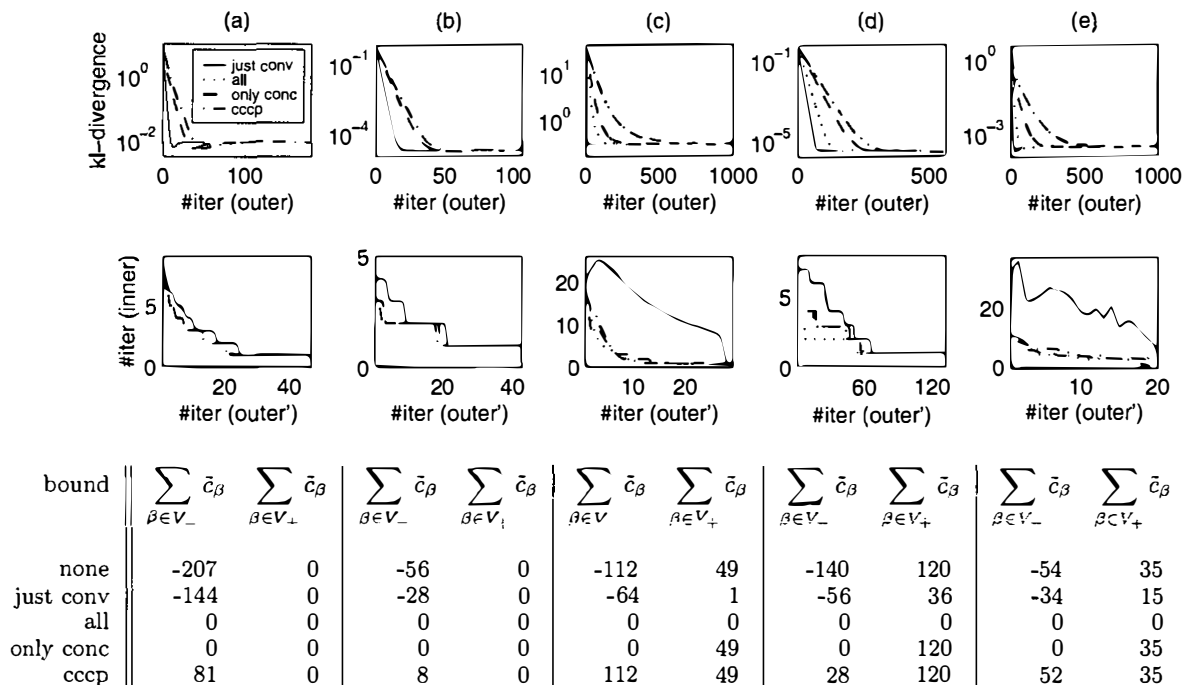 (a) (b) (c) (d) (e)
kl-divergence
10^0
10^-2
just conv
all
only conc
cccp
0 100
#iter (outer)
10^-1
10^-4
0 50 100
#iter (outer)
10^1
10^0
0 500 1000
#iter (outer)
10^-1
10^-5
0 500
#iter (outer)
10^0
10^-3
0 500 1000
#iter (outer)
#iter (inner)
5
0
20 40
#iter (outer')
5
0
20 40
#iter (outer')
20
10
0
10 20
#iter (outer')
5
0
60 120
#iter (outer')
20
0
10 20
#iter (outer')
bound ∑ c̄β ∑ c̄β ∑ c̄β ∑ c̄β ∑ c̄β ∑ c̄β ∑ c̄β ∑ c̄β ∑ c̄β ∑ c̄β
β∈V− β∈V+ β∈V− β∈V+ β∈V− β∈V+ β∈V− β∈V+ β∈V− β∈V+
none -207 0 -56 0 -112 49 -140 120 -54 35
just conv -144 0 -28 0 -64 1 -56 36 -34 15
all 0 0 0 0 0 0 0 0 0 0
only conc 0 0 0 0 0 49 0 120 0 35
cccp 81 0 8 0 112 49 28 120 52 35